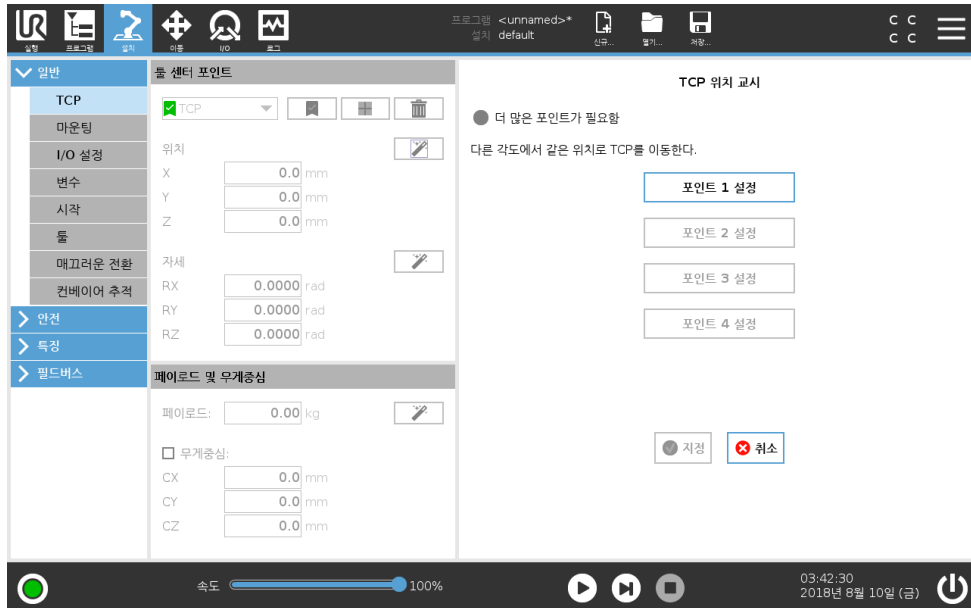 UR
실행
프로그램
설치
이동
I/O
로그
프로그램 <unnamed>*
설치 default
신규...
열기...
저장...
C C
C C
일반
TCP
마운팅
I/O 설정
변수
시작
툴
매끄러운 전환
컨베이어 추적
안전
특징
필드버스
툴 센터 포인트
TCP
위치
X 0.0 mm
Y 0.0 mm
Z 0.0 mm
자세
RX 0.0000 rad
RY 0.0000 rad
RZ 0.0000 rad
페이로드 및 무게중심
페이로드: 0.00 kg
무게중심:
CX 0.0 mm
CY 0.0 mm
CZ 0.0 mm
TCP 위치 교시
더 많은 포인트가 필요함
다른 각도에서 같은 위치로 TCP를 이동한다.
포인트 1 설정
포인트 2 설정
포인트 3 설정
포인트 4 설정
지정
취소
속도 100%
03:42:30
2018년 8월 10일 (금)